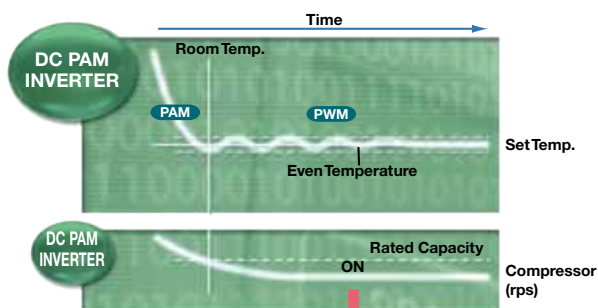 Time
DC PAM
INVERTER
Room Temp.
PAM
PWM
Set Temp.
Even Temperature
DC PAM
INVERTER
Rated Capacity
ON
Compressor
(rps)